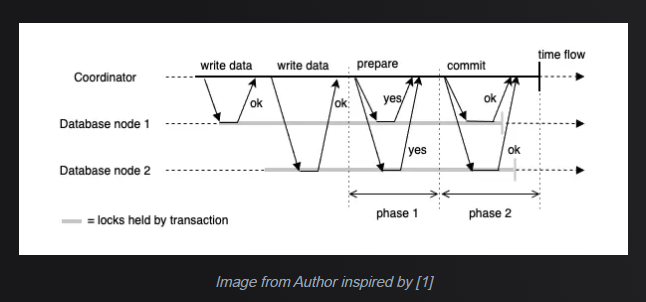 write data write data prepare commit time flow
Coordinator
ok ok yes ok
Database node 1
yes ok
Database node 2
phase 1 phase 2
= locks held by transaction
Image from Author inspired by [1]